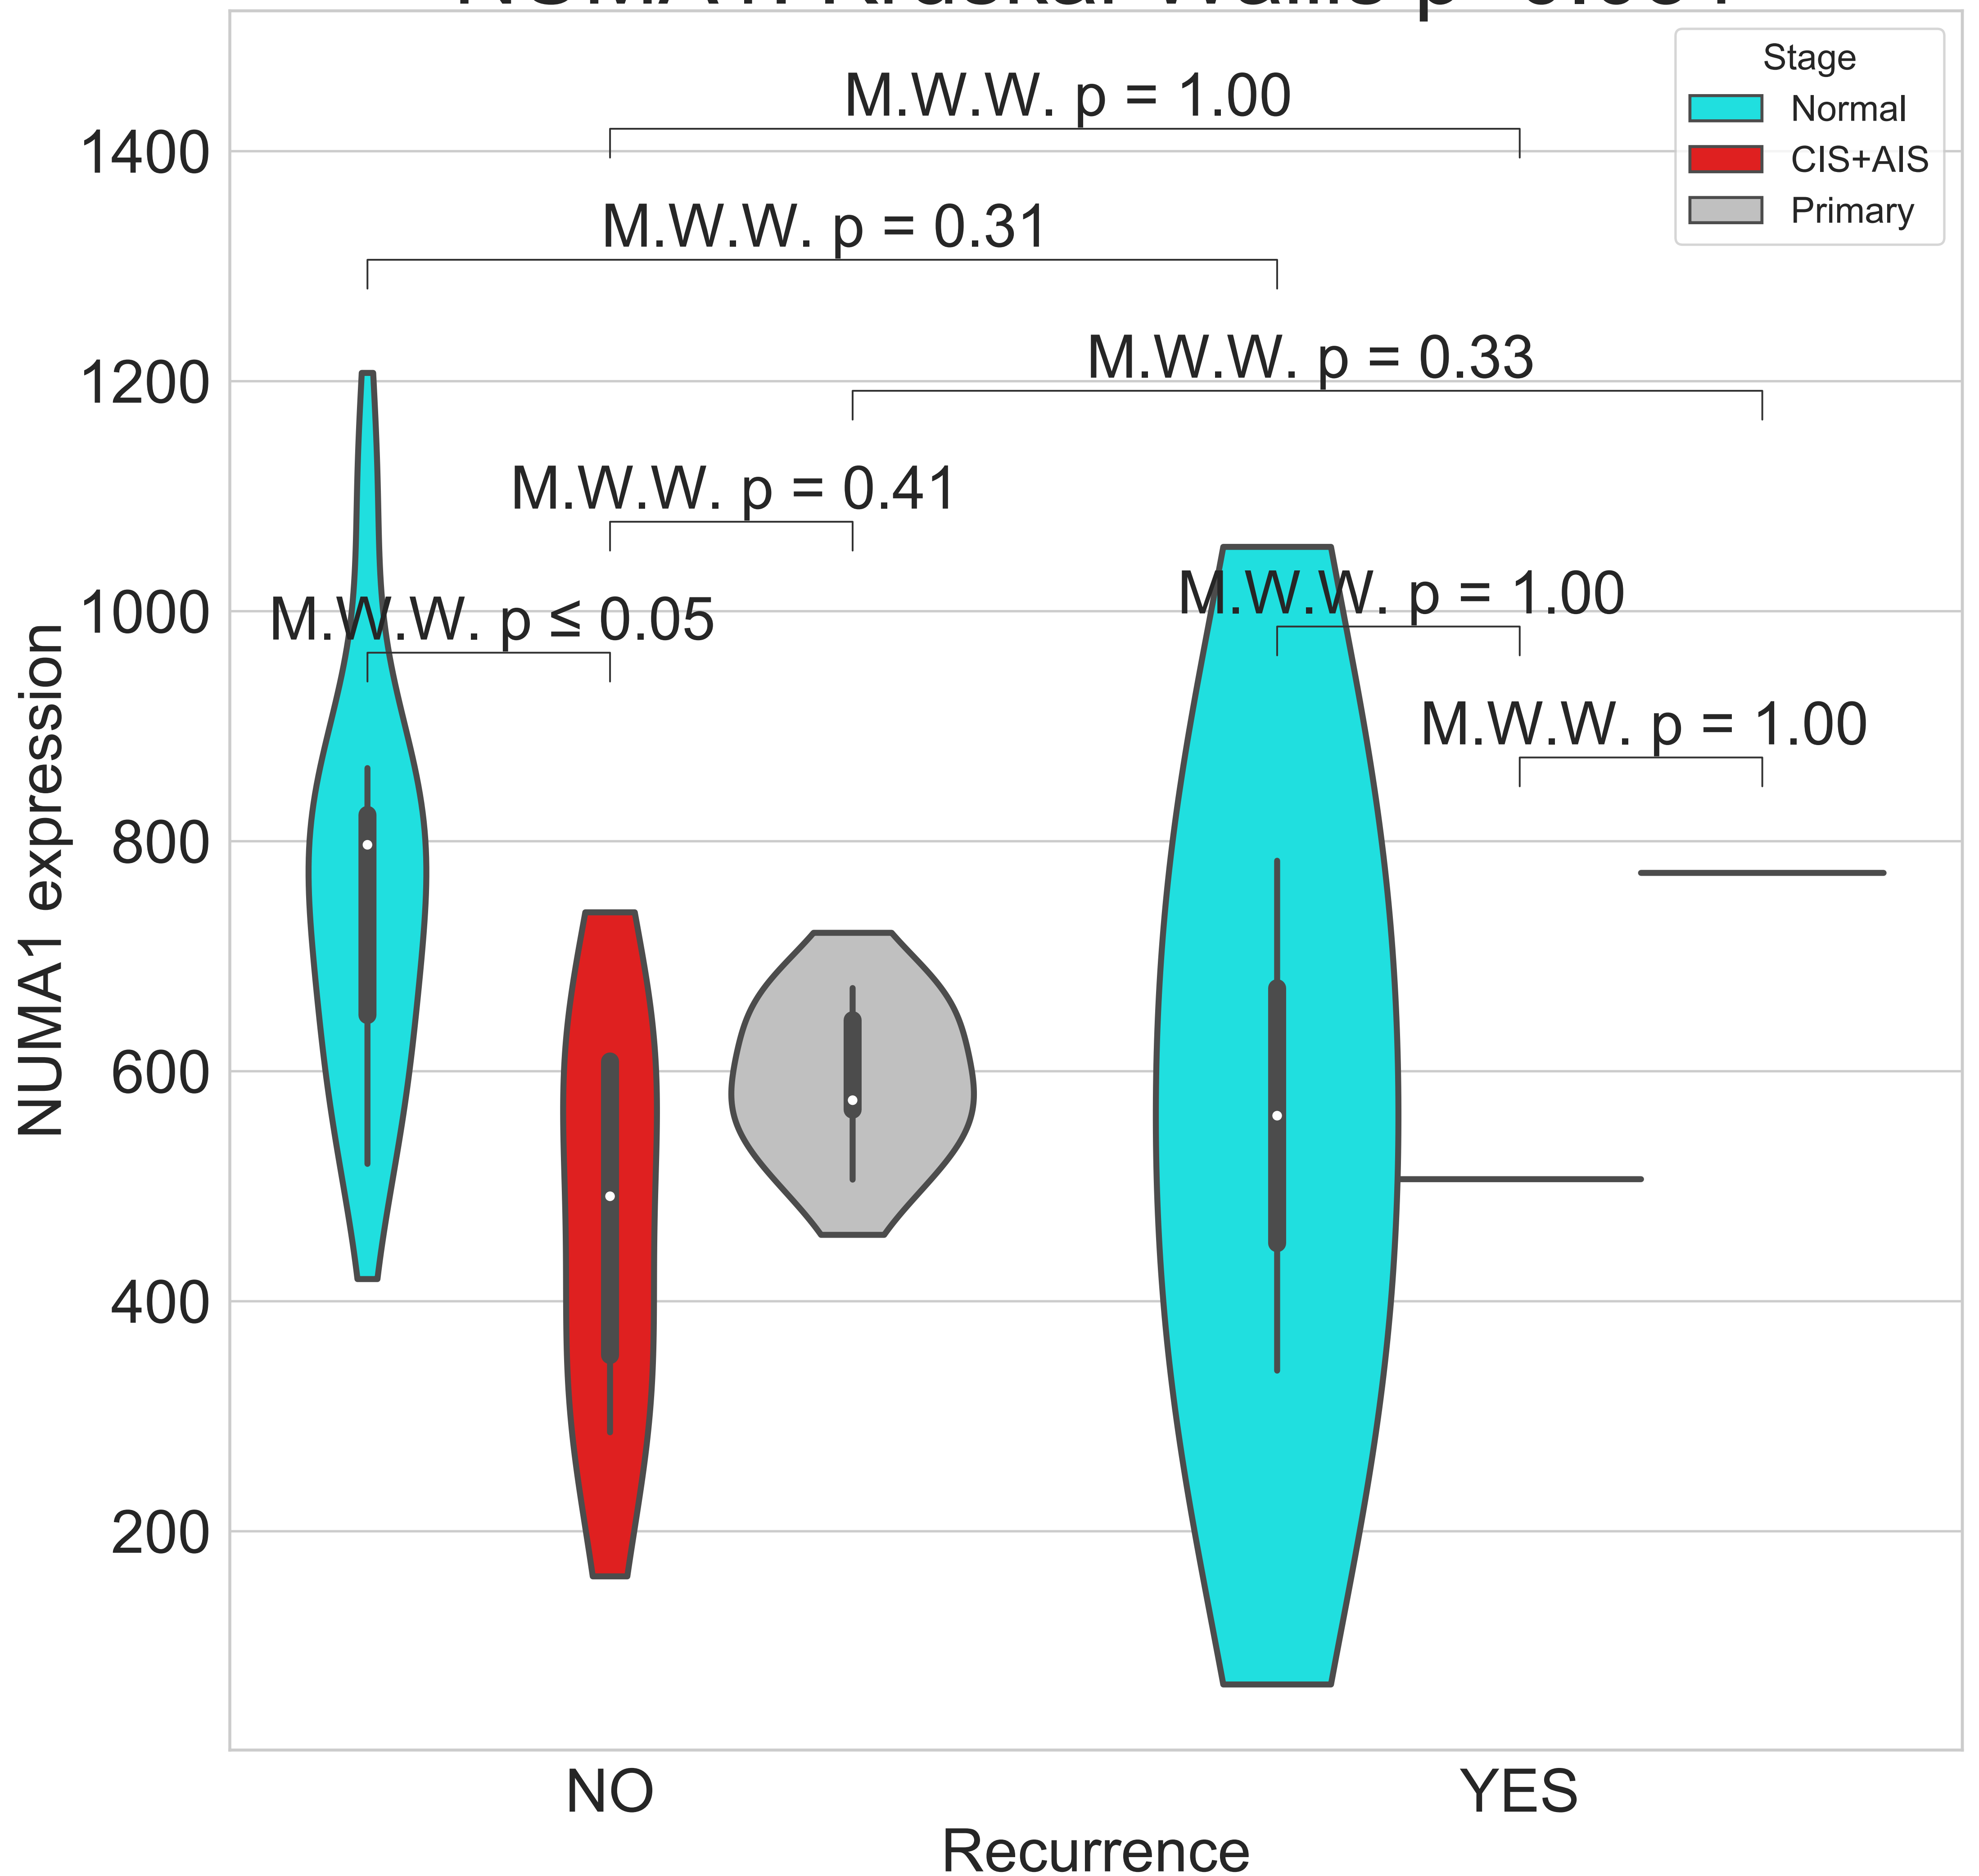 Stage
Normal
CIS+AIS
Primary
M.W.W. p = 1.00
M.W.W. p = 0.31
M.W.W. p = 0.33
M.W.W. p = 0.41
M.W.W. p ≤ 0.05
M.W.W. p = 1.00
M.W.W. p = 1.00
1400
1200
1000
800
600
400
200
NUMA1 expression
NO
YES
Recurrence